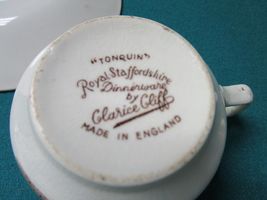 "TONQUIN"
Royal Staffordshire
Dinnerware
by
Clarice Cliff
MADE IN ENGLAND